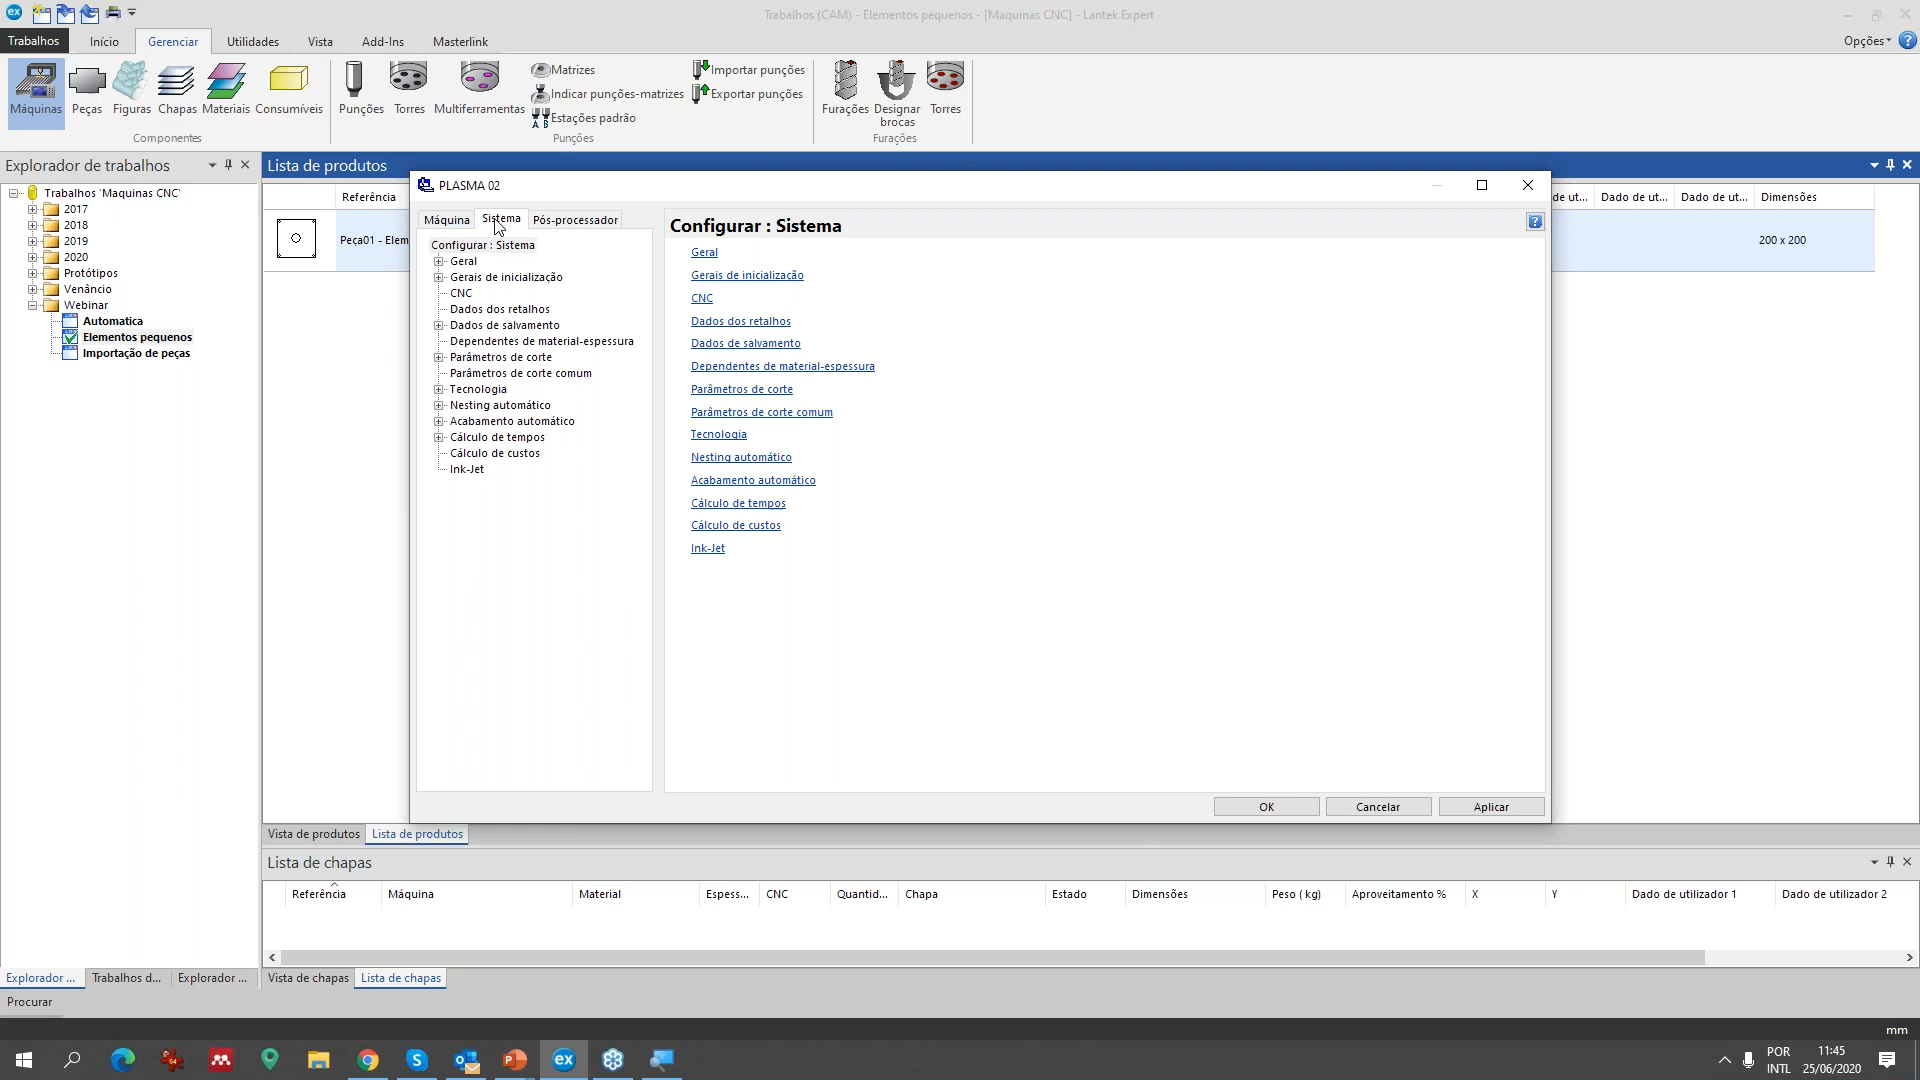 Trabalhos (CAM) - Elementos pequenos - [Maquinas CNC] - Lantek Expert
Trabalhos Início Gerenciar Utilidades Vista Add-Ins Masterlink Opções
Máquinas Peças Figuras Chapas Materiais Consumíveis
Componentes
Punções Torres Multiferramentas
Matrizes
Indicar punções-matrizes
Estações padrão
Importar punções
Exportar punções
Punções
Furações Designar brocas Torres
Furações
Explorador de trabalhos
Trabalhos 'Maquinas CNC'
2017
2018
2019
2020
Protótipos
Venâncio
Webinar
Automatica
Elementos pequenos
Importação de peças
Lista de produtos
Referência
de ut... Dado de ut... Dado de ut... Dimensões
Peça01 - Elem
200 x 200
PLASMA 02
Máquina Sistema Pós-processador
Configurar : Sistema
Geral
Gerais de inicialização
CNC
Dados dos retalhos
Dados de salvamento
Dependentes de material-espessura
Parâmetros de corte
Parâmetros de corte comum
Tecnologia
Nesting automático
Acabamento automático
Cálculo de tempos
Cálculo de custos
Ink-Jet
Configurar : Sistema
Geral
Gerais de inicialização
CNC
Dados dos retalhos
Dados de salvamento
Dependentes de material-espessura
Parâmetros de corte
Parâmetros de corte comum
Tecnologia
Nesting automático
Acabamento automático
Cálculo de tempos
Cálculo de custos
Ink-Jet
OK Cancelar Aplicar
Vista de produtos Lista de produtos
Lista de chapas
Referência Máquina Material Espess... CNC Quantid... Chapa Estado Dimensões Peso ( kg) Aproveitamento % X Y Dado de utilizador 1 Dado de utilizador 2
Explorador ... Trabalhos d... Explorador ... Vista de chapas Lista de chapas
Procurar
mm
POR 11:45
INTL 25/06/2020